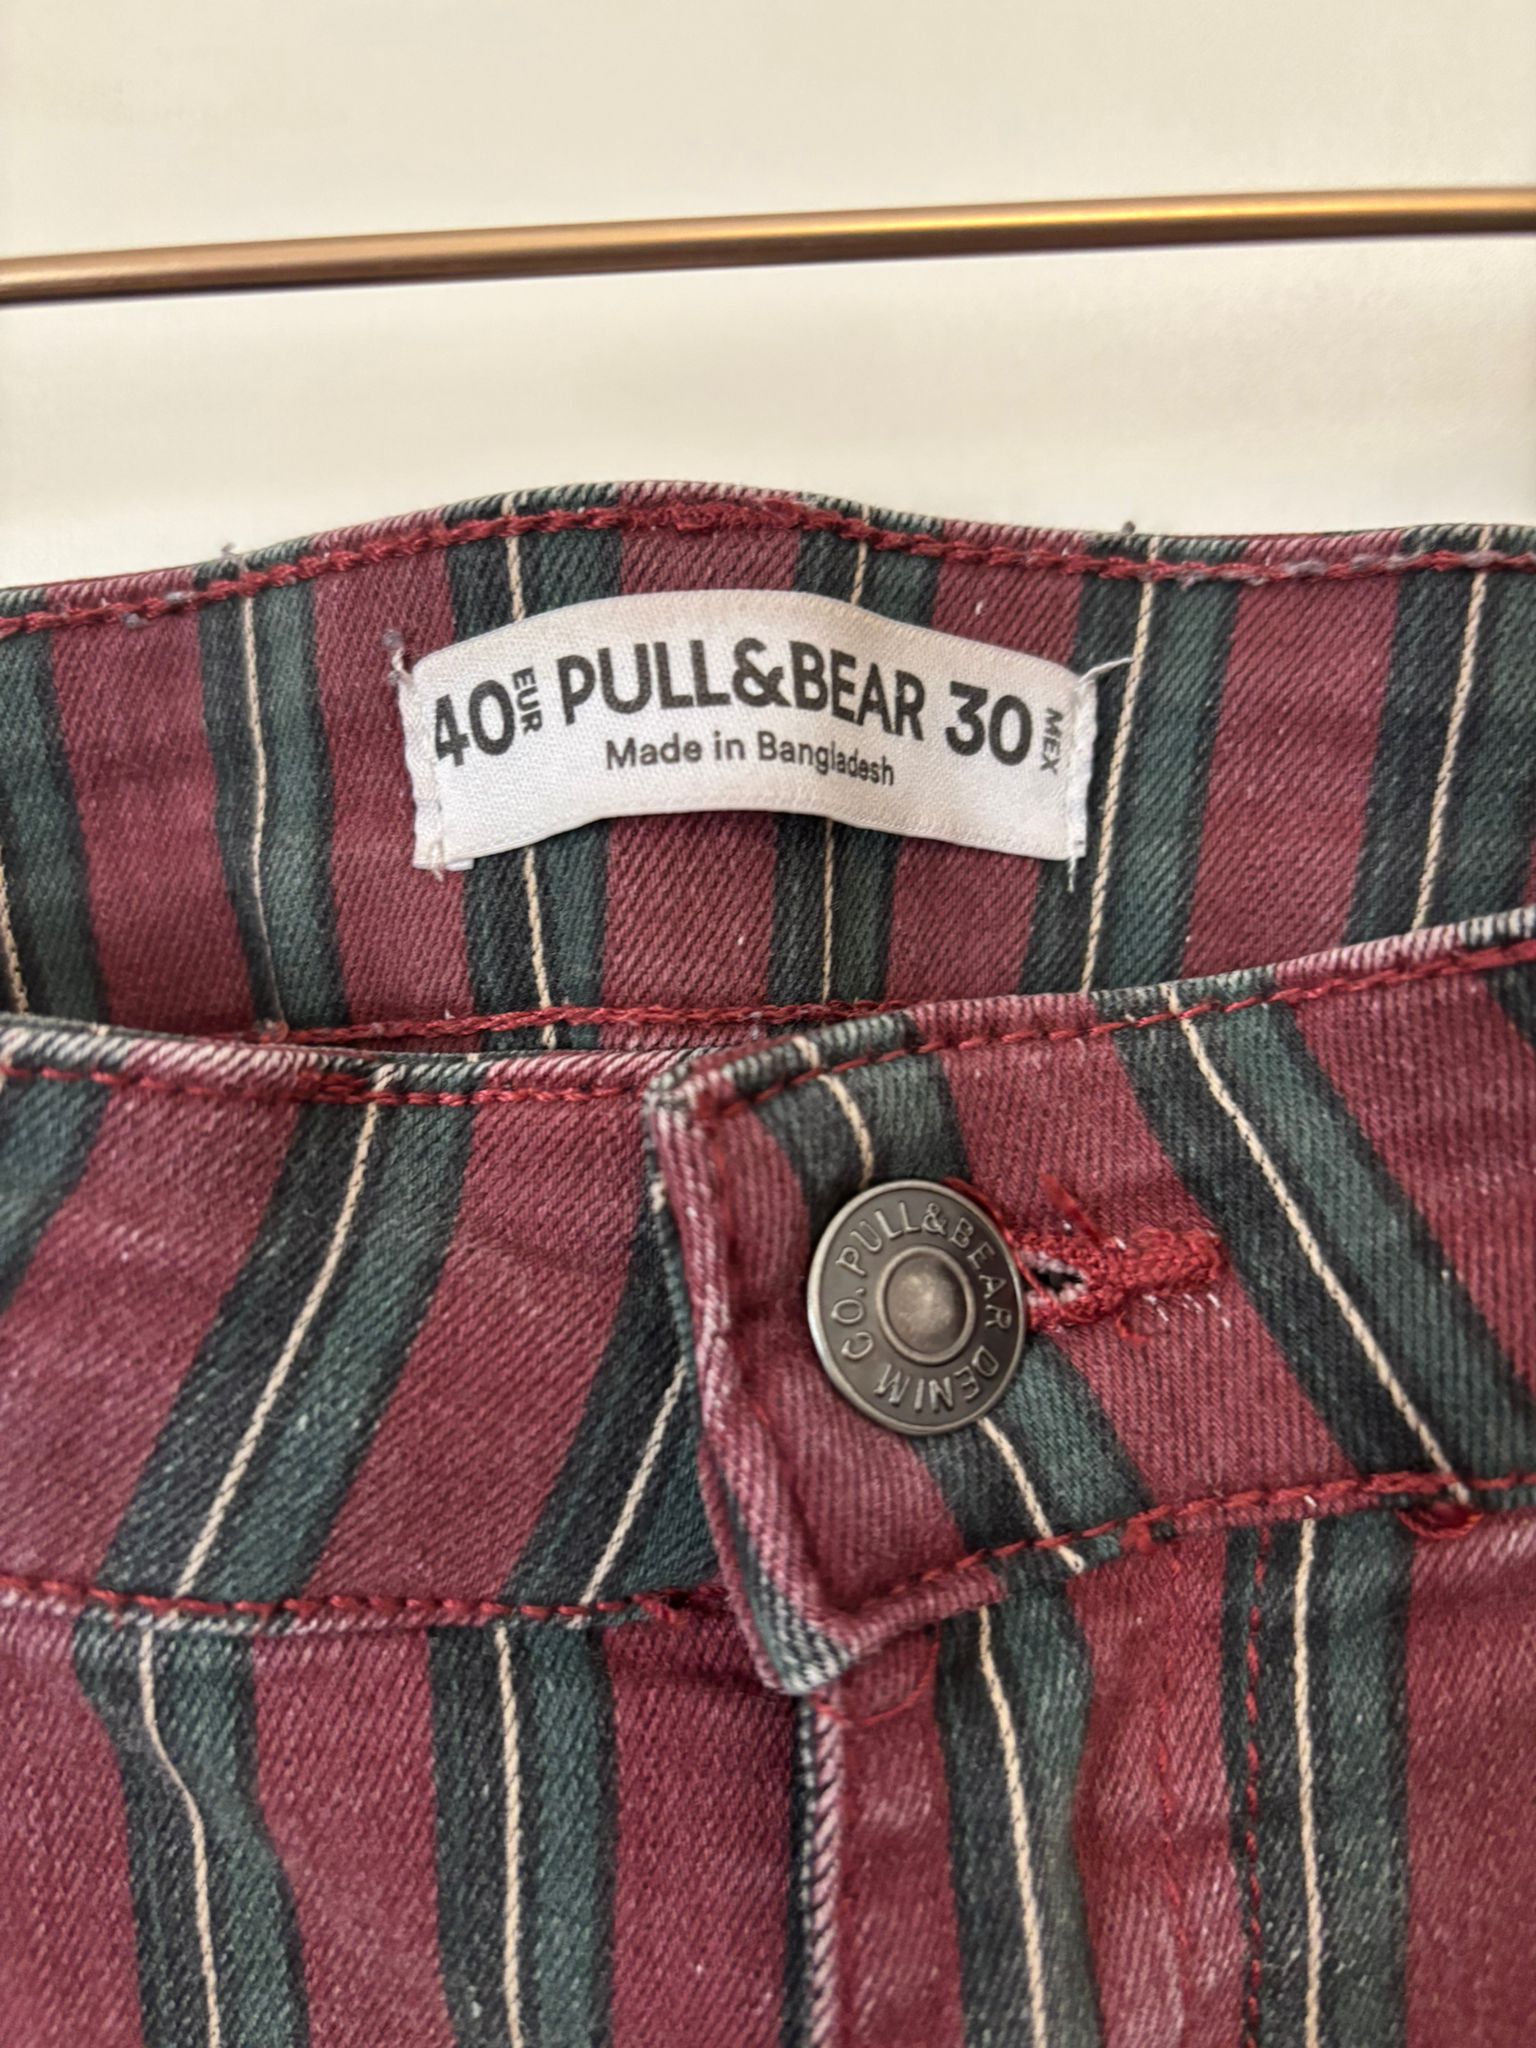 40 EUR PULL&BEAR 30 MEX
Made in Bangladesh
PULL&BEAR DENIM CO.